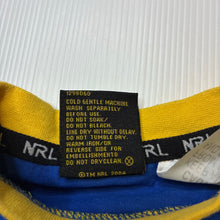 COLD GENTLE MACHINE
WASH SEPARATELY
BEFORE USE.
DO NOT SOAK/
DO NOT BLEACH.
LINE DRY WITHOUT DELAY.
DO NOT TUMBLE DRY.
WARM IRON/ON
REVERSE SIDE FOR
EMBELLISHMENTS
DO NOT DRYCLEAN.
©TM NRL 2004
NRL
NRL